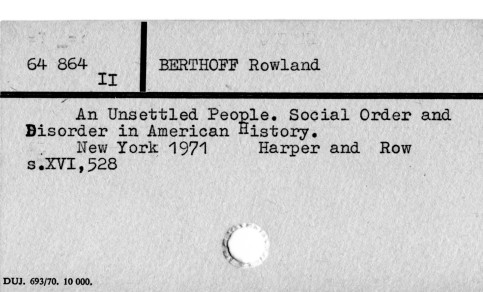 64 864
II
BERTHOFF Rowland
An Unsettled People. Social Order and
Disorder in American History.
New York 1971 Harper and Row
s.XVI,528
DUJ. 693/70. 10 000.